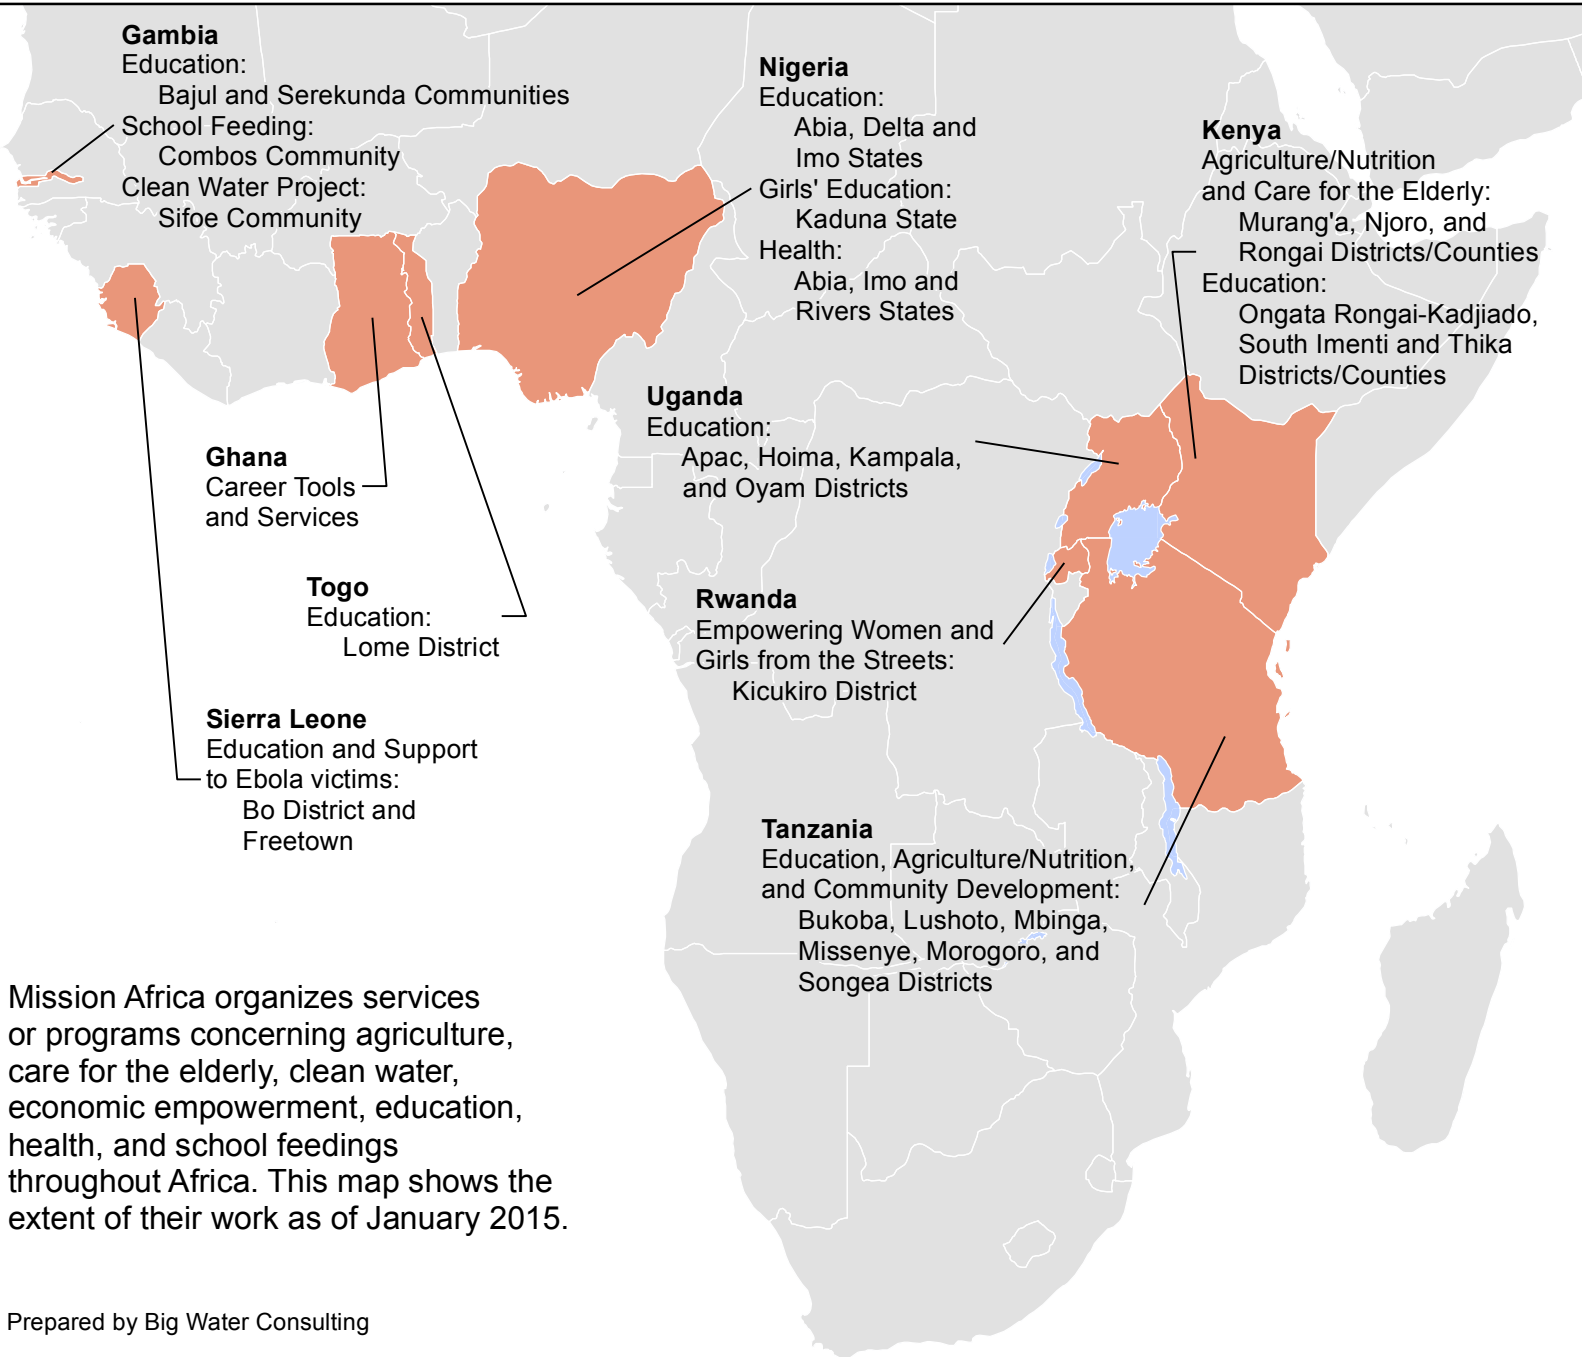 Gambia
Education:
Bajul and Serekunda Communities
School Feeding:
Combos Community
Clean Water Project:
Sifoe Community
Nigeria
Education:
Abia, Delta and
Imo States
Girls' Education:
Kaduna State
Health:
Abia, Imo and
Rivers States
Kenya
Agriculture/Nutrition
and Care for the Elderly:
Murang'a, Njoro, and
Rongai Districts/Counties
Education:
Ongata Rongai-Kadjiado,
South Imenti and Thika
Districts/Counties
Uganda
Education:
Apac, Hoima, Kampala,
and Oyam Districts
Ghana
Career Tools
and Services
Togo
Education:
Lome District
Rwanda
Empowering Women and
Girls from the Streets:
Kicukiro District
Sierra Leone
Education and Support
to Ebola victims:
Bo District and
Freetown
Tanzania
Education, Agriculture/Nutrition,
and Community Development:
Bukoba, Lushoto, Mbinga,
Missenye, Morogoro, and
Songea Districts
Mission Africa organizes services
or programs concerning agriculture,
care for the elderly, clean water,
economic empowerment, education,
health, and school feedings
throughout Africa. This map shows the
extent of their work as of January 2015.
Prepared by Big Water Consulting